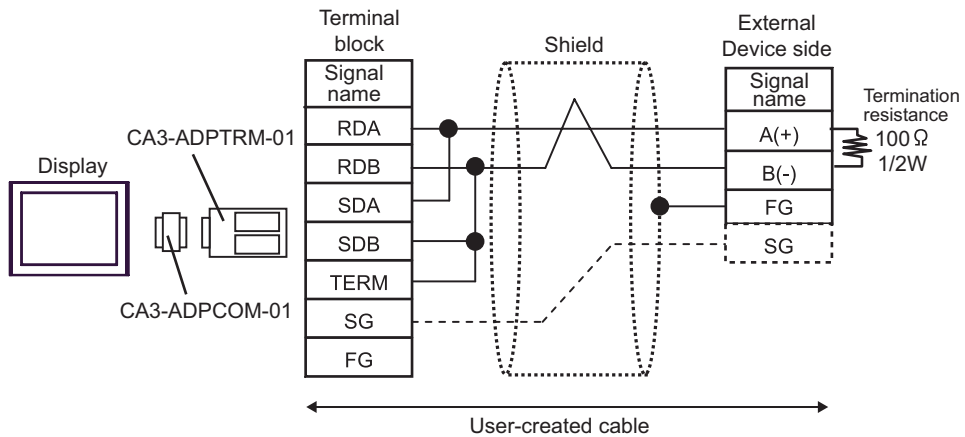 Terminal
block
Shield
External
Device side
Signal
name
Signal
name
Termination
resistance
100 Ω
1/2W
CA3-ADPTRM-01
Display
CA3-ADPCOM-01
RDA
RDB
SDA
SDB
TERM
SG
FG
A(+)
B(-)
FG
SG
User-created cable